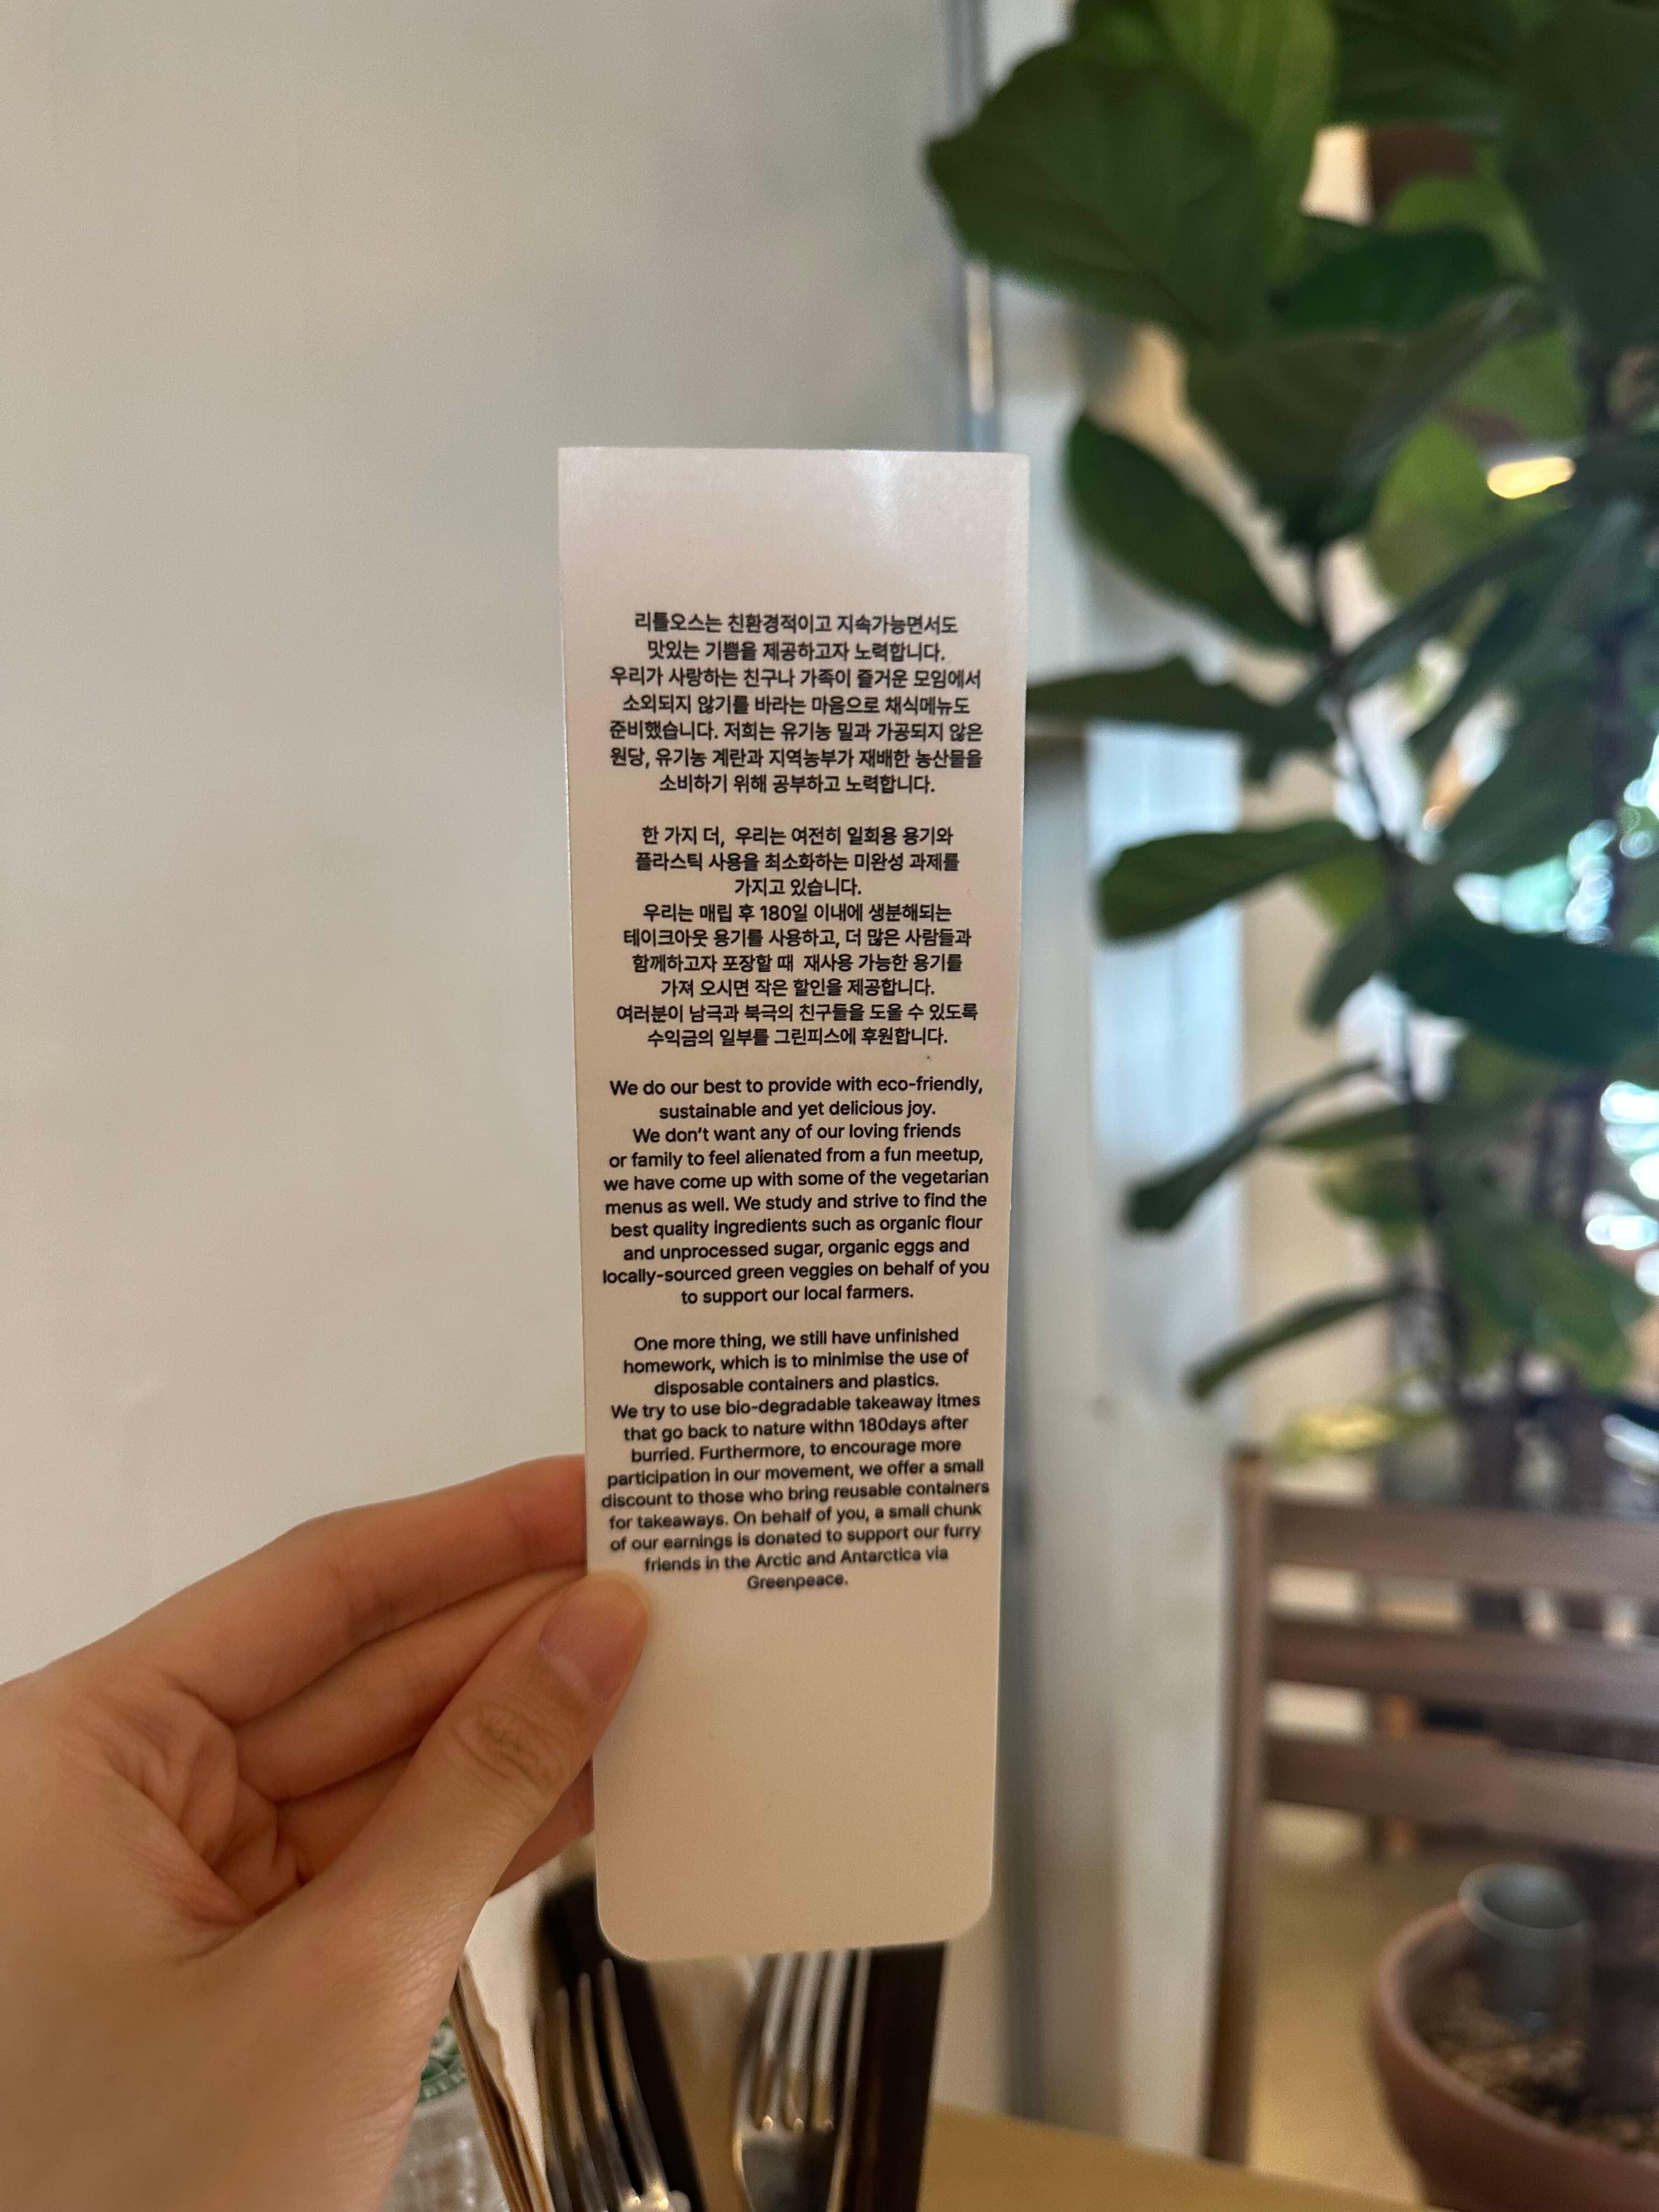 리틀오스는 친환경적이고 지속가능면서도
맛있는 기쁨을 제공하고자 노력합니다.
우리가 사랑하는 친구나 가족이 즐거운 모임에서
소외되지 않기를 바라는 마음으로 채식메뉴도
준비했습니다. 저희는 유기농 밀과 가공되지 않은
원당, 유기농 계란과 지역농부가 재배한 농산물을
소비하기 위해 공부하고 노력합니다.
한 가지 더, 우리는 여전히 일회용 용기와
플라스틱 사용을 최소화하는 미완성 과제를
가지고 있습니다.
우리는 매립 후 180일 이내에 생분해되는
테이크아웃 용기를 사용하고, 더 많은 사람들과
함께하고자 포장할 때 재사용 가능한 용기를
가져 오시면 작은 할인을 제공합니다.
여러분이 남극과 북극의 친구들을 도울 수 있도록
수익금의 일부를 그린피스에 후원합니다.
We do our best to provide with eco-friendly,
sustainable and yet delicious joy.
We don't want any of our loving friends
or family to feel alienated from a fun meetup,
we have come up with some of the vegetarian
menus as well. We study and strive to find the
best quality ingredients such as organic flour
and unprocessed sugar, organic eggs and
locally-sourced green veggies on behalf of you
to support our local farmers.
One more thing, we still have unfinished
homework, which is to minimise the use of
disposable containers and plastics.
We try to use bio-degradable takeaway itmes
that go back to nature withn 180days after
burried. Furthermore, to encourage more
participation in our movement, we offer a small
discount to those who bring reusable containers
for takeaways. On behalf of you, a small chunk
of our earnings is donated to support our furry
friends in the Arctic and Antarctica via
Greenpeace.